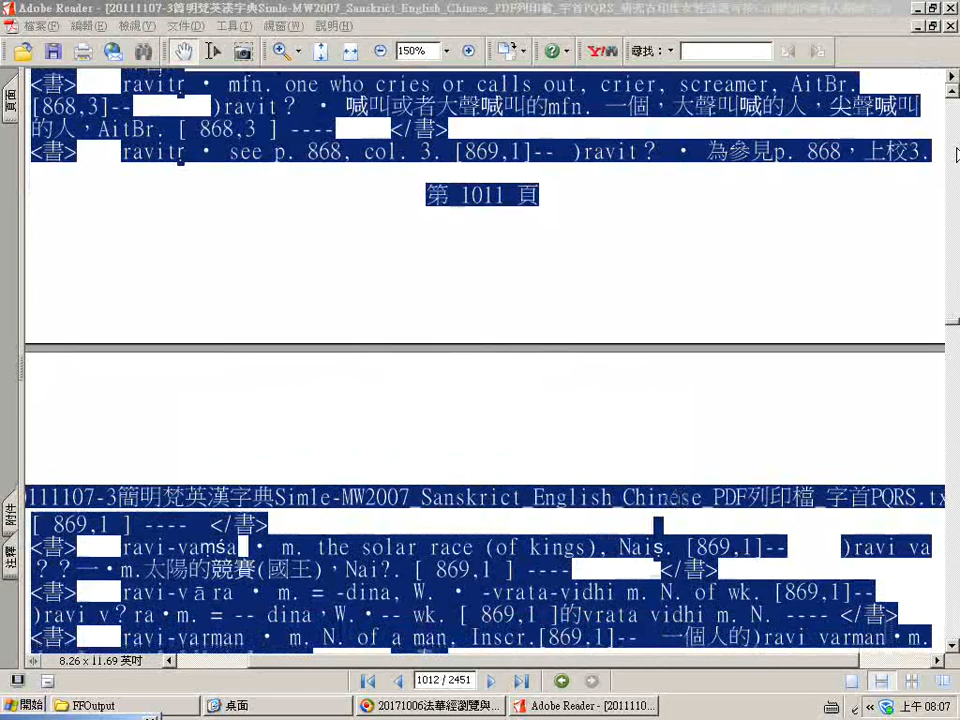 Adobe Reader - [20111107-3簡明梵英漢字典Simle-MW2007_Sanskrict_English_Chinese_PDF列印檔_字首PQRS
檔案(F) 編輯(E) 檢視(V) 文件(D) 工具(T) 視窗(W) 說明(H)
150% Y! 尋找：
頁面
<書> ravitṛ • mfn. one who cries or calls out, crier, screamer, AitBr.
[868,3]-- )ravit？ • 喊叫或者大聲喊叫的mfn. 一個，大聲叫喊的人，尖聲喊叫
的人，AitBr. [ 868,3 ] ---- </書>
<書> ravitṛ • see p. 868, col. 3. [869,1]-- )ravit？ • 為參見p. 868，上校3.
第 1011 頁
)111107-3簡明梵英漢字典Simle-MW2007_Sanskrict_English_Chinese_PDF列印檔_字首PQRS.tx
[ 869,1 ] ---- </書>
附件
<書> ravi-vaṃśa • m. the solar race (of kings), Naiṣ. [869,1]-- )ravi va
？？一•m.太陽的競賽(國王)，Nai?. [ 869,1 ] ---- </書>
注釋
<書> ravi-vāra • m. = -dina, W. • -vrata-vidhi m. N. of wk. [869,1]--
)ravi v？ra•m. = -- dina，W.•-- wk. [ 869,1 ]的vrata vidhi m. N. ---- </書>
<書> ravi-varman • m. N. of a man. Inscr.[869,1]-- 一個人的)ravi varman•m.
8.26 x 11.69 英吋
1012 / 2451
開始 FFOutput 桌面 20171006法華經瀏覽與... Adobe Reader - [2011110... 上午 08:07